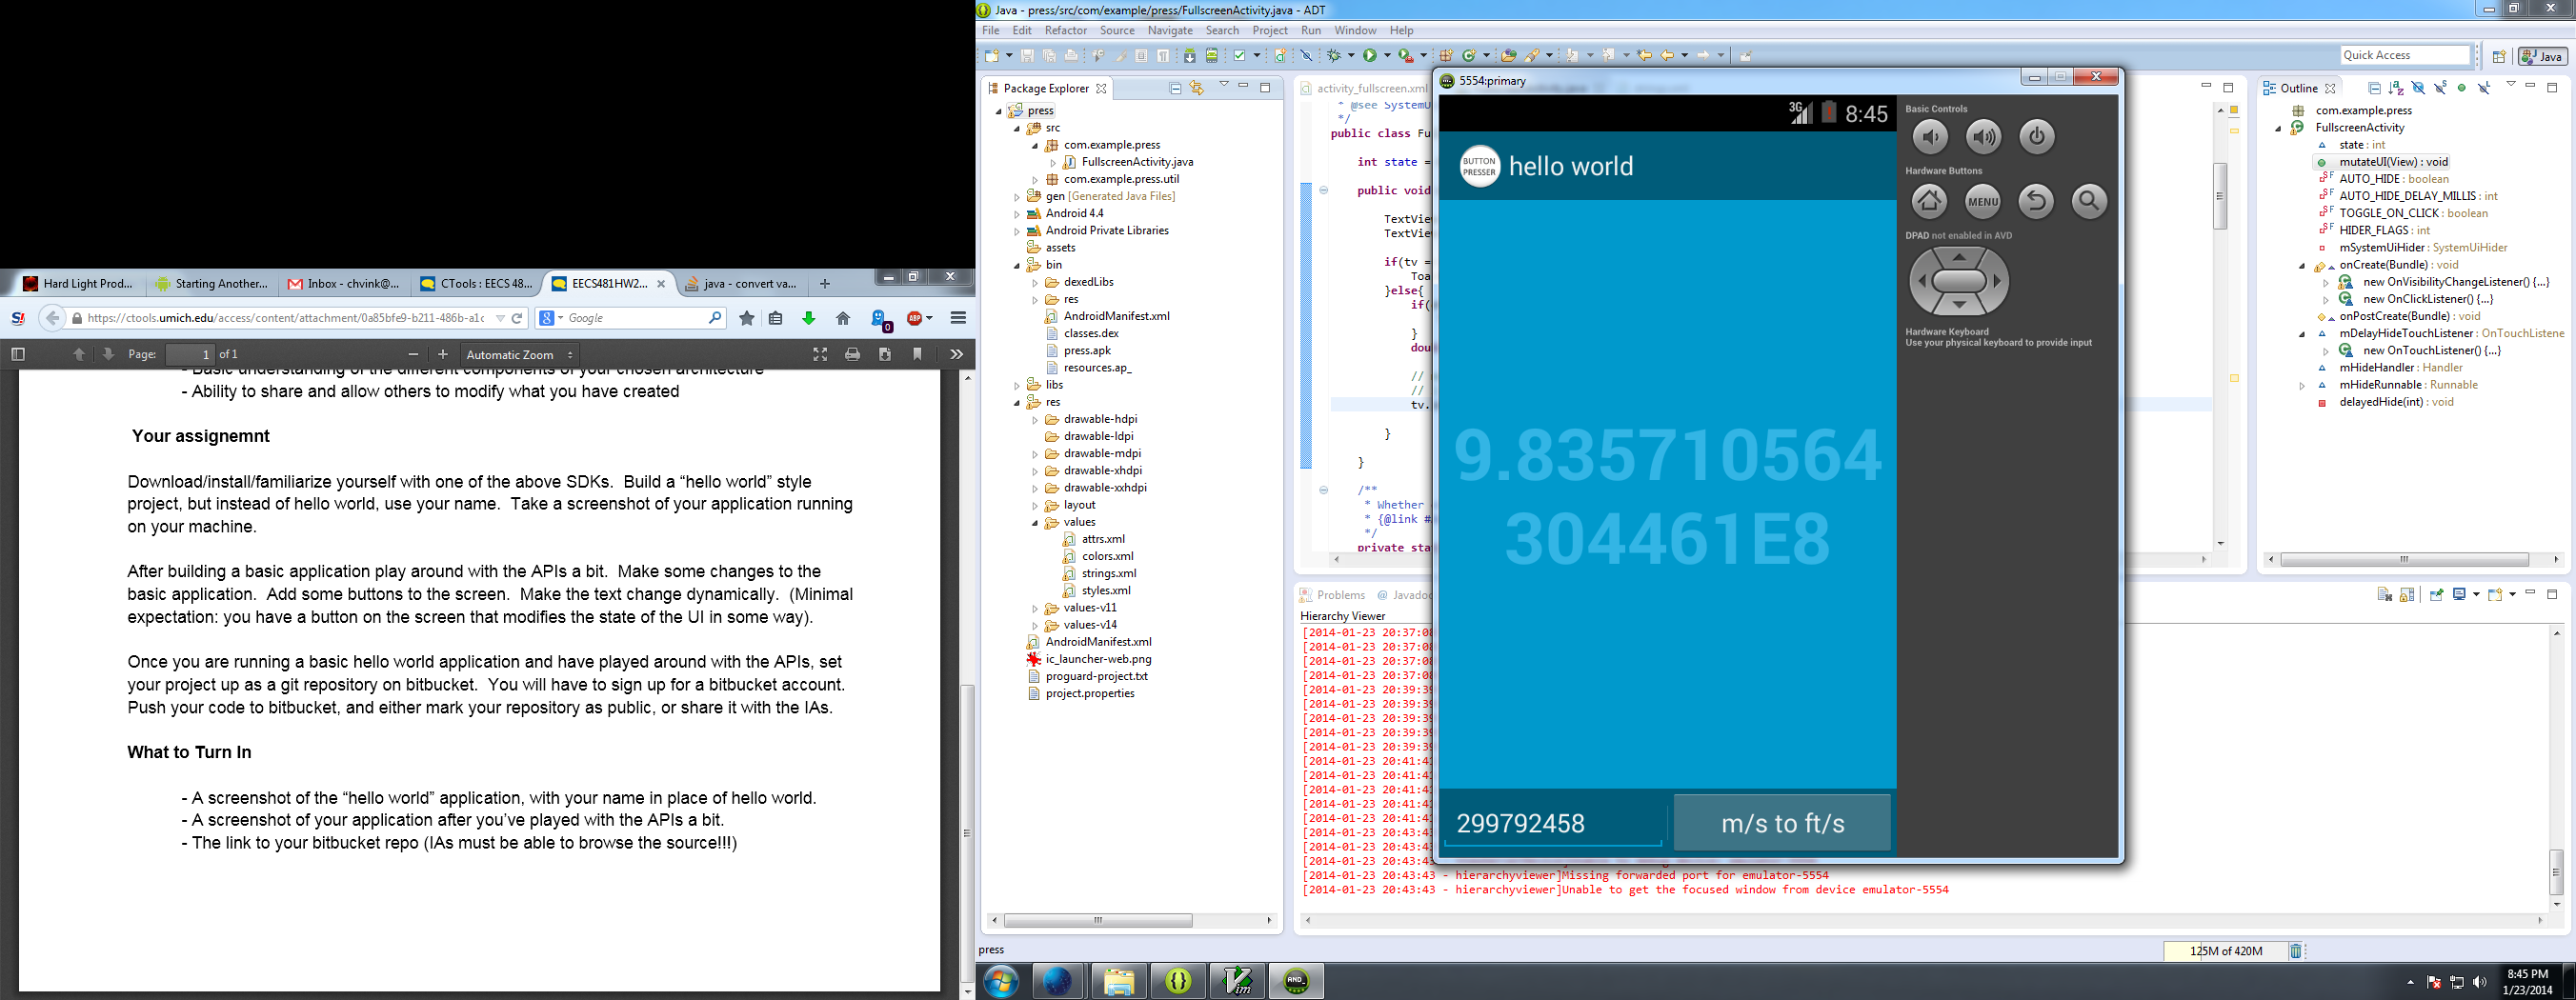 Hard Light Prod...
Starting Another...
Inbox - chvink@...
CTools : EECS 48...
EECS481HW2...
java - convert va...
https://ctools.umich.edu/access/content/attachment/0a85bfe9-b211-486b-a1c
Google
0
ABP
Page: 1 of 1
Automatic Zoom
- Basic understanding of the different components of your chosen architecture
- Ability to share and allow others to modify what you have created
Your assignemnt
Download/install/familiarize yourself with one of the above SDKs. Build a “hello world” style
project, but instead of hello world, use your name. Take a screenshot of your application running
on your machine.
After building a basic application play around with the APIs a bit. Make some changes to the
basic application. Add some buttons to the screen. Make the text change dynamically. (Minimal
expectation: you have a button on the screen that modifies the state of the UI in some way).
Once you are running a basic hello world application and have played around with the APIs, set
your project up as a git repository on bitbucket. You will have to sign up for a bitbucket account.
Push your code to bitbucket, and either mark your repository as public, or share it with the IAs.
What to Turn In
- A screenshot of the “hello world” application, with your name in place of hello world.
- A screenshot of your application after you’ve played with the APIs a bit.
- The link to your bitbucket repo (IAs must be able to browse the source!!!)
Java - press/src/com/example/press/FullscreenActivity.java - ADT
File Edit Refactor Source Navigate Search Project Run Window Help
Quick Access
Java
Package Explorer
press
src
com.example.press
FullscreenActivity.java
com.example.press.util
gen [Generated Java Files]
Android 4.4
Android Private Libraries
assets
bin
dexedLibs
res
AndroidManifest.xml
classes.dex
press.apk
resources.ap_
libs
res
drawable-hdpi
drawable-ldpi
drawable-mdpi
drawable-xhdpi
drawable-xxhdpi
layout
values
attrs.xml
colors.xml
strings.xml
styles.xml
values-v11
values-v14
AndroidManifest.xml
ic_launcher-web.png
proguard-project.txt
project.properties
activity_fullscreen.xml
* @see SystemU
*/
public class Fu
int state =
public void
TextVie
TextVie
if(tv =
Toa
}else{
if(
}
dou
//
//
tv.
}
}
/**
* Whether
* {@link #
*/
private sta
5554:primary
3G 8:45
BUTTON
PRESSER
hello world
9.835710564
304461E8
299792458
m/s to ft/s
Basic Controls
Hardware Buttons
MENU
DPAD not enabled in AVD
Hardware Keyboard
Use your physical keyboard to provide input
Outline
com.example.press
FullscreenActivity
state : int
mutateUI(View) : void
AUTO_HIDE : boolean
AUTO_HIDE_DELAY_MILLIS : int
TOGGLE_ON_CLICK : boolean
HIDER_FLAGS : int
mSystemUiHider : SystemUiHider
onCreate(Bundle) : void
new OnVisibilityChangeListener() {...}
new OnClickListener() {...}
onPostCreate(Bundle) : void
mDelayHideTouchListener : OnTouchListene
new OnTouchListener() {...}
mHideHandler : Handler
mHideRunnable : Runnable
delayedHide(int) : void
Problems @ Javadoc
Hierarchy Viewer
[2014-01-23 20:37:08
[2014-01-23 20:37:08
[2014-01-23 20:37:08
[2014-01-23 20:37:08
[2014-01-23 20:39:39
[2014-01-23 20:39:39
[2014-01-23 20:39:39
[2014-01-23 20:39:39
[2014-01-23 20:39:39
[2014-01-23 20:41:41
[2014-01-23 20:41:41
[2014-01-23 20:41:41
[2014-01-23 20:41:41
[2014-01-23 20:41:41
[2014-01-23 20:43:43
[2014-01-23 20:43:43
[2014-01-23 20:43:43
[2014-01-23 20:43:43 - hierarchyviewer]Missing forwarded port for emulator-5554
[2014-01-23 20:43:43 - hierarchyviewer]Unable to get the focused window from device emulator-5554
press
125M of 420M
8:45 PM
1/23/2014